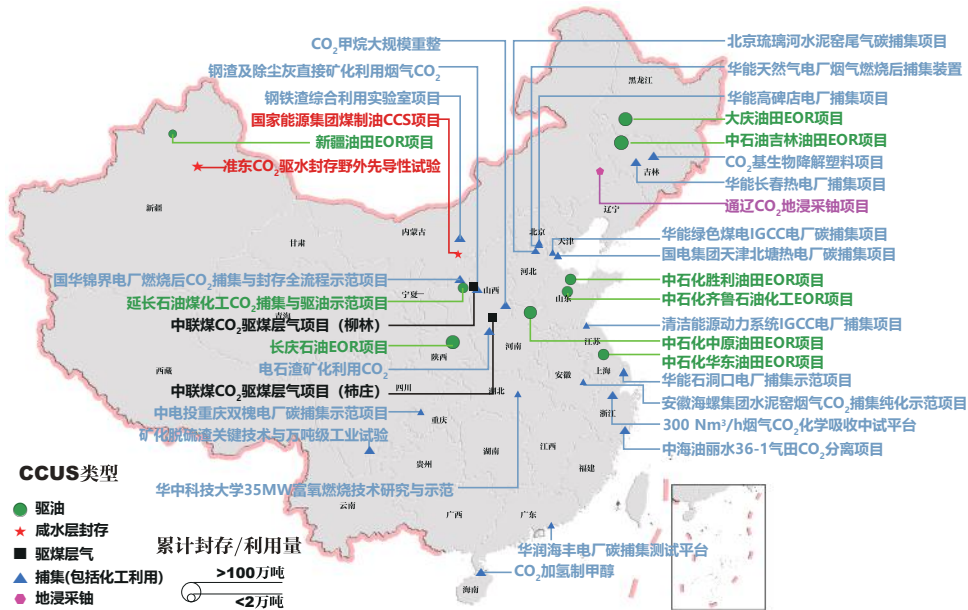 CO₂甲烷大规模重整
钢渣及除尘灰直接矿化利用烟气CO₂
钢铁渣综合利用实验室项目
国家能源集团煤制油CCS项目
新疆油田EOR项目
准东CO₂驱水封存野外先导性试验
北京琉璃河水泥窑尾气碳捕集项目
华能天然气电厂烟气燃烧后捕集装置
华能高碑店电厂捕集项目
大庆油田EOR项目
中石油吉林油田EOR项目
CO₂基生物降解塑料项目
华能长春热电厂捕集项目
通辽CO₂地浸采铀项目
华能绿色煤电IGCC电厂碳捕集项目
国电集团天津北塘热电厂碳捕集项目
中石化胜利油田EOR项目
中石化齐鲁石油化工EOR项目
清洁能源动力系统IGCC电厂捕集项目
中石化中原油田EOR项目
中石化华东油田EOR项目
华能石洞口电厂捕集示范项目
安徽海螺集团水泥窑烟气CO₂捕集纯化示范项目
300 Nm³/h烟气CO₂化学吸收中试平台
中海油丽水36-1气田CO₂分离项目
国华锦界电厂燃烧后CO₂捕集与封存全流程示范项目
延长石油煤化工CO₂捕集与驱油示范项目
中联煤CO₂驱煤层气项目（柳林）
长庆石油EOR项目
电石渣矿化利用CO₂
中联煤CO₂驱煤层气项目（柿庄）
中电投重庆双槐电厂碳捕集示范项目
矿化脱硫渣关键技术与万吨级工业试验
华中科技大学35MW富氧燃烧技术研究与示范
华润海丰电厂碳捕集测试平台
CO₂加氢制甲醇
黑龙江
吉林
辽宁
内蒙古
新疆
甘肃
北京
天津
河北
山西
宁夏
青海
山东
陕西
河南
江苏
西藏
四川
安徽
上海
湖北
重庆
浙江
湖南
江西
贵州
福建
云南
广西
广东
海南
CCUS类型
驱油
咸水层封存
驱煤层气
捕集(包括化工利用)
地浸采铀
累计封存/利用量
>100万吨
<2万吨